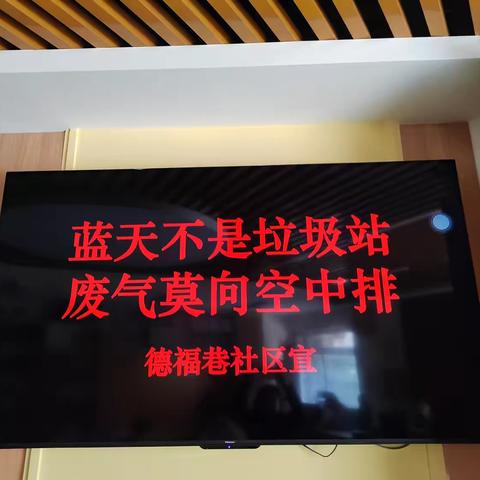 蓝天不是垃圾站
废气莫向空中排
德福巷社区宣